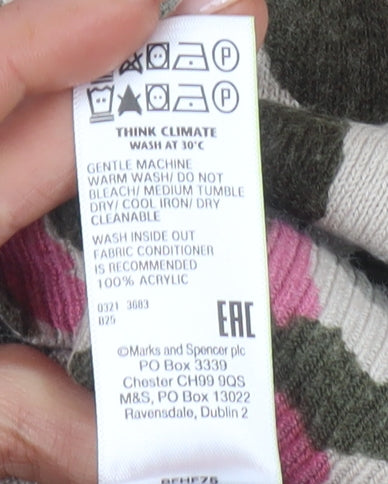 P
P
THINK CLIMATE
WASH AT 30°C
GENTLE MACHINE
WARM WASH/ DO NOT
BLEACH/ MEDIUM TUMBLE
DRY/ COOL IRON/ DRY
CLEANABLE
WASH INSIDE OUT
FABRIC CONDITIONER
IS RECOMMENDED
100% ACRYLIC
0321 3683
B25
EAC
©Marks and Spencer plc
PO Box 3339
Chester CH99 9QS
M&S, PO Box 13022
Ravensdale, Dublin 2